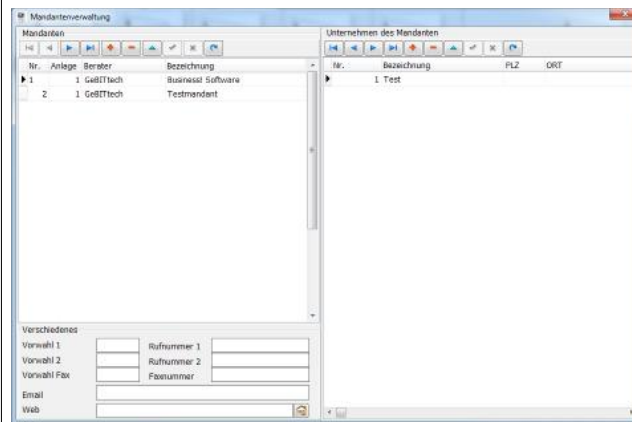 Mandantenverwaltung
Mandanten
Nr. Anlage Berater Bezeichnung
1 1 GeBITtech Business! Software
2 1 GeBITtech Testmandant
Unternehmen des Mandanten
Nr. Bezeichnung PLZ ORT
1 Test
Verschiedenes
Vorwahl 1 Rufnummer 1
Vorwahl 2 Rufnummer 2
Vorwahl Fax Faxnummer
Email
Web